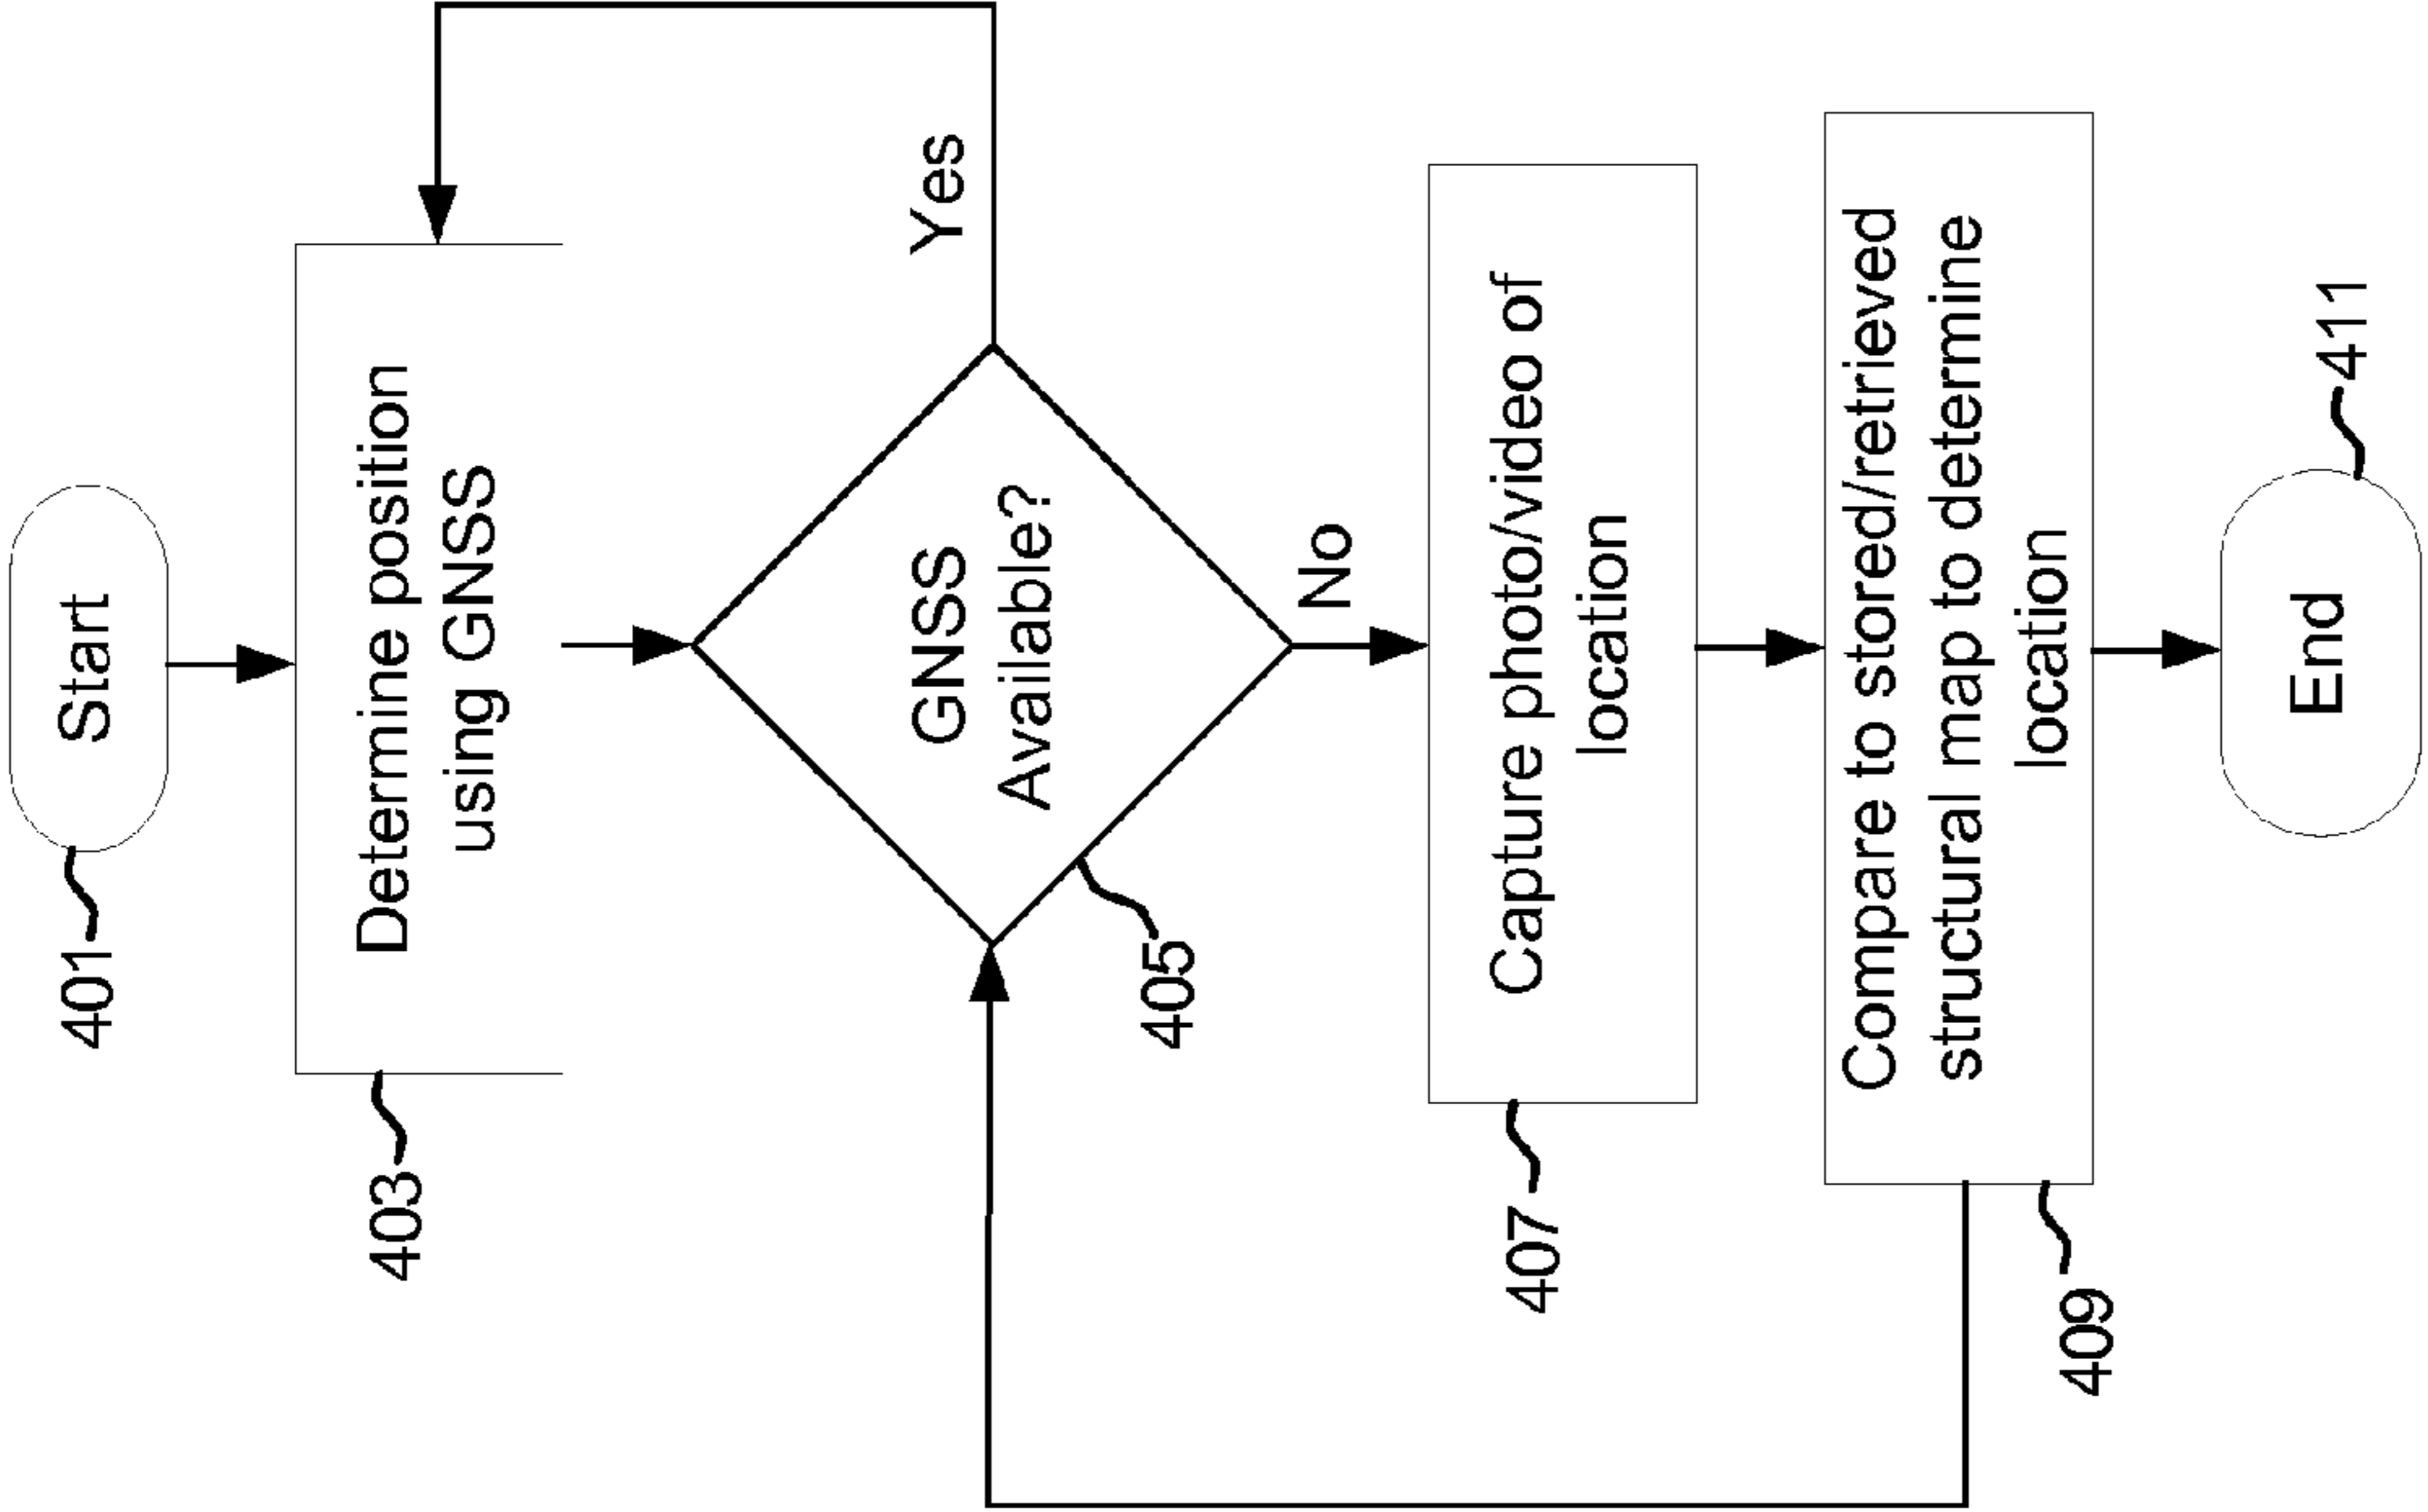 Start
401
Determine position
using GNSS
403
GNSS
Available?
Yes
405
No
Capture photo/video of
location
407
Compare to stored/retrieved
structural map to determine
location
409
End
411